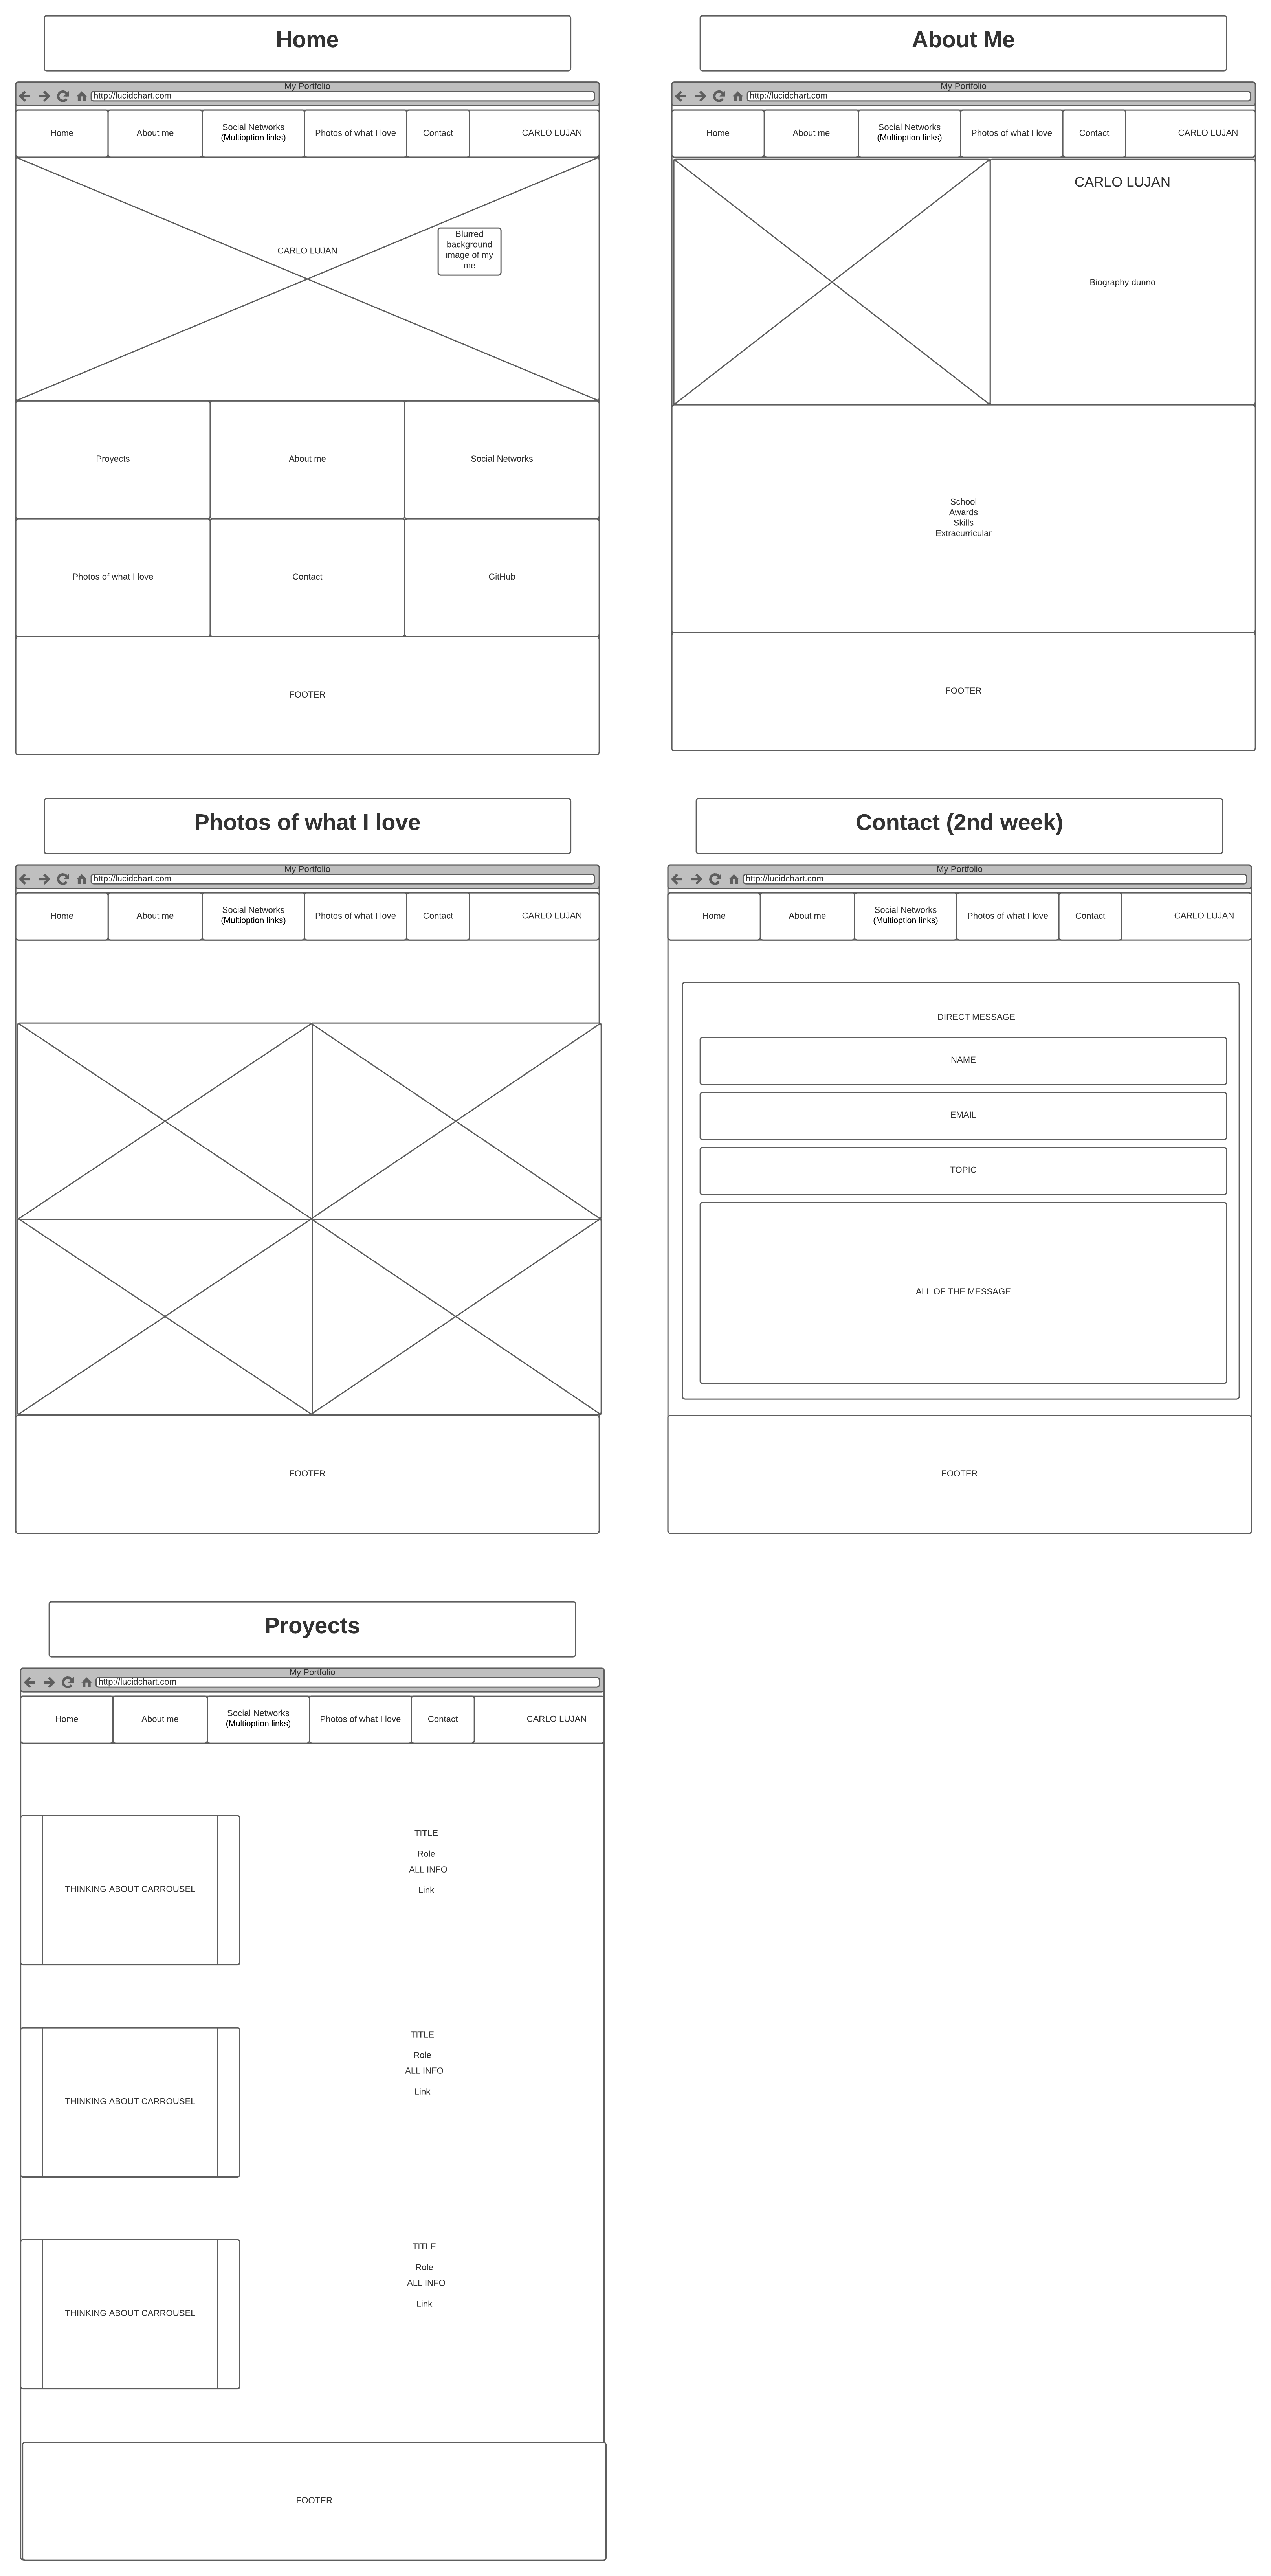 Home
My Portfolio
http://lucidchart.com
Home
About me
Social Networks
(Multioption links)
Photos of what I love
Contact
CARLO LUJAN
CARLO LUJAN
Blurred
background
image of my
me
Proyects
About me
Social Networks
Photos of what I love
Contact
GitHub
FOOTER
About Me
My Portfolio
http://lucidchart.com
Home
About me
Social Networks
(Multioption links)
Photos of what I love
Contact
CARLO LUJAN
CARLO LUJAN
Biography dunno
School
Awards
Skills
Extracurricular
FOOTER
Photos of what I love
My Portfolio
http://lucidchart.com
Home
About me
Social Networks
(Multioption links)
Photos of what I love
Contact
CARLO LUJAN
FOOTER
Contact (2nd week)
My Portfolio
http://lucidchart.com
Home
About me
Social Networks
(Multioption links)
Photos of what I love
Contact
CARLO LUJAN
DIRECT MESSAGE
NAME
EMAIL
TOPIC
ALL OF THE MESSAGE
FOOTER
Proyects
My Portfolio
http://lucidchart.com
Home
About me
Social Networks
(Multioption links)
Photos of what I love
Contact
CARLO LUJAN
THINKING ABOUT CARROUSEL
TITLE
Role
ALL INFO
Link
THINKING ABOUT CARROUSEL
TITLE
Role
ALL INFO
Link
THINKING ABOUT CARROUSEL
TITLE
Role
ALL INFO
Link
FOOTER